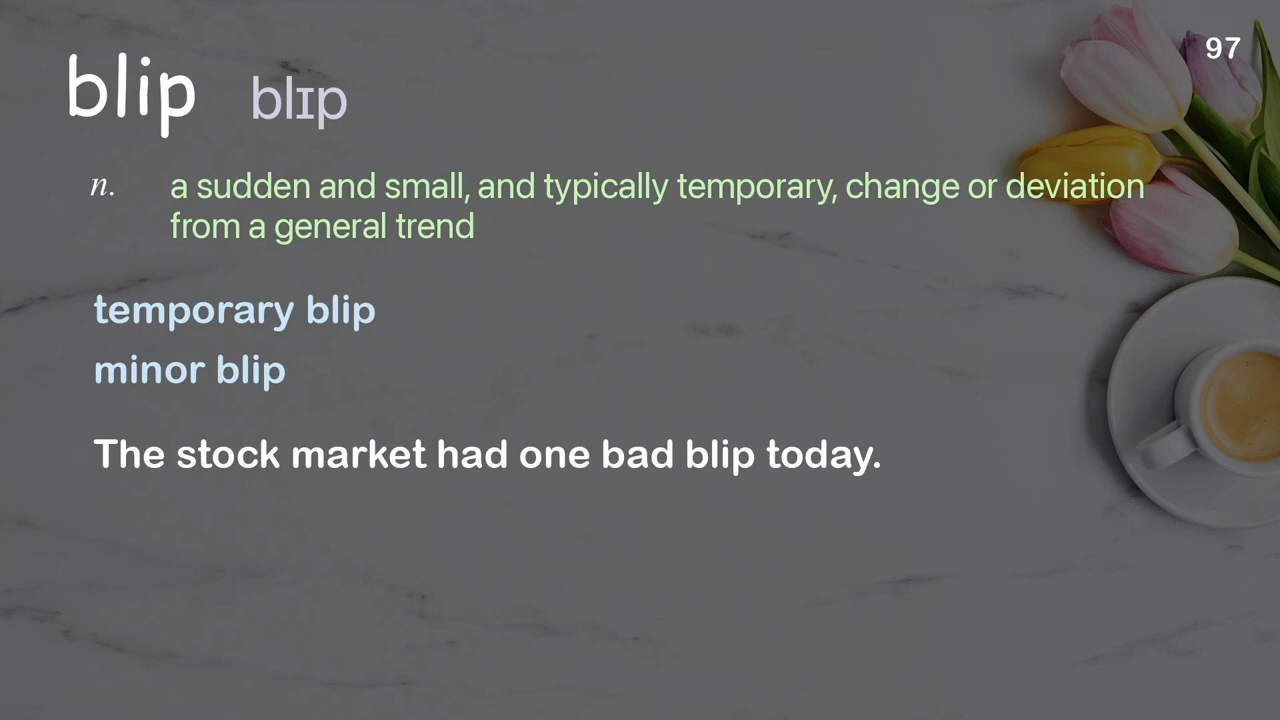 97
blip blɪp
n. a sudden and small, and typically temporary, change or deviation
from a general trend
temporary blip
minor blip
The stock market had one bad blip today.